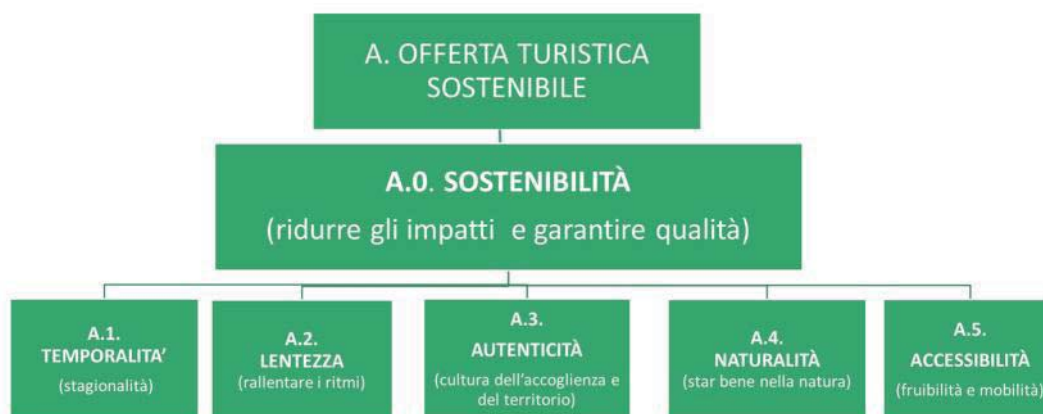 A. OFFERTA TURISTICA
SOSTENIBILE
A.0. SOSTENIBILITÀ
(ridurre gli impatti e garantire qualità)
A.1.
TEMPORALITA’
(stagionalità)
A.2.
LENTEZZA
(rallentare i ritmi)
A.3.
AUTENTICITÀ
(cultura dell’accoglienza e
del territorio)
A.4.
NATURALITÀ
(star bene nella natura)
A.5.
ACCESSIBILITÀ
(fruibilità e mobilità)